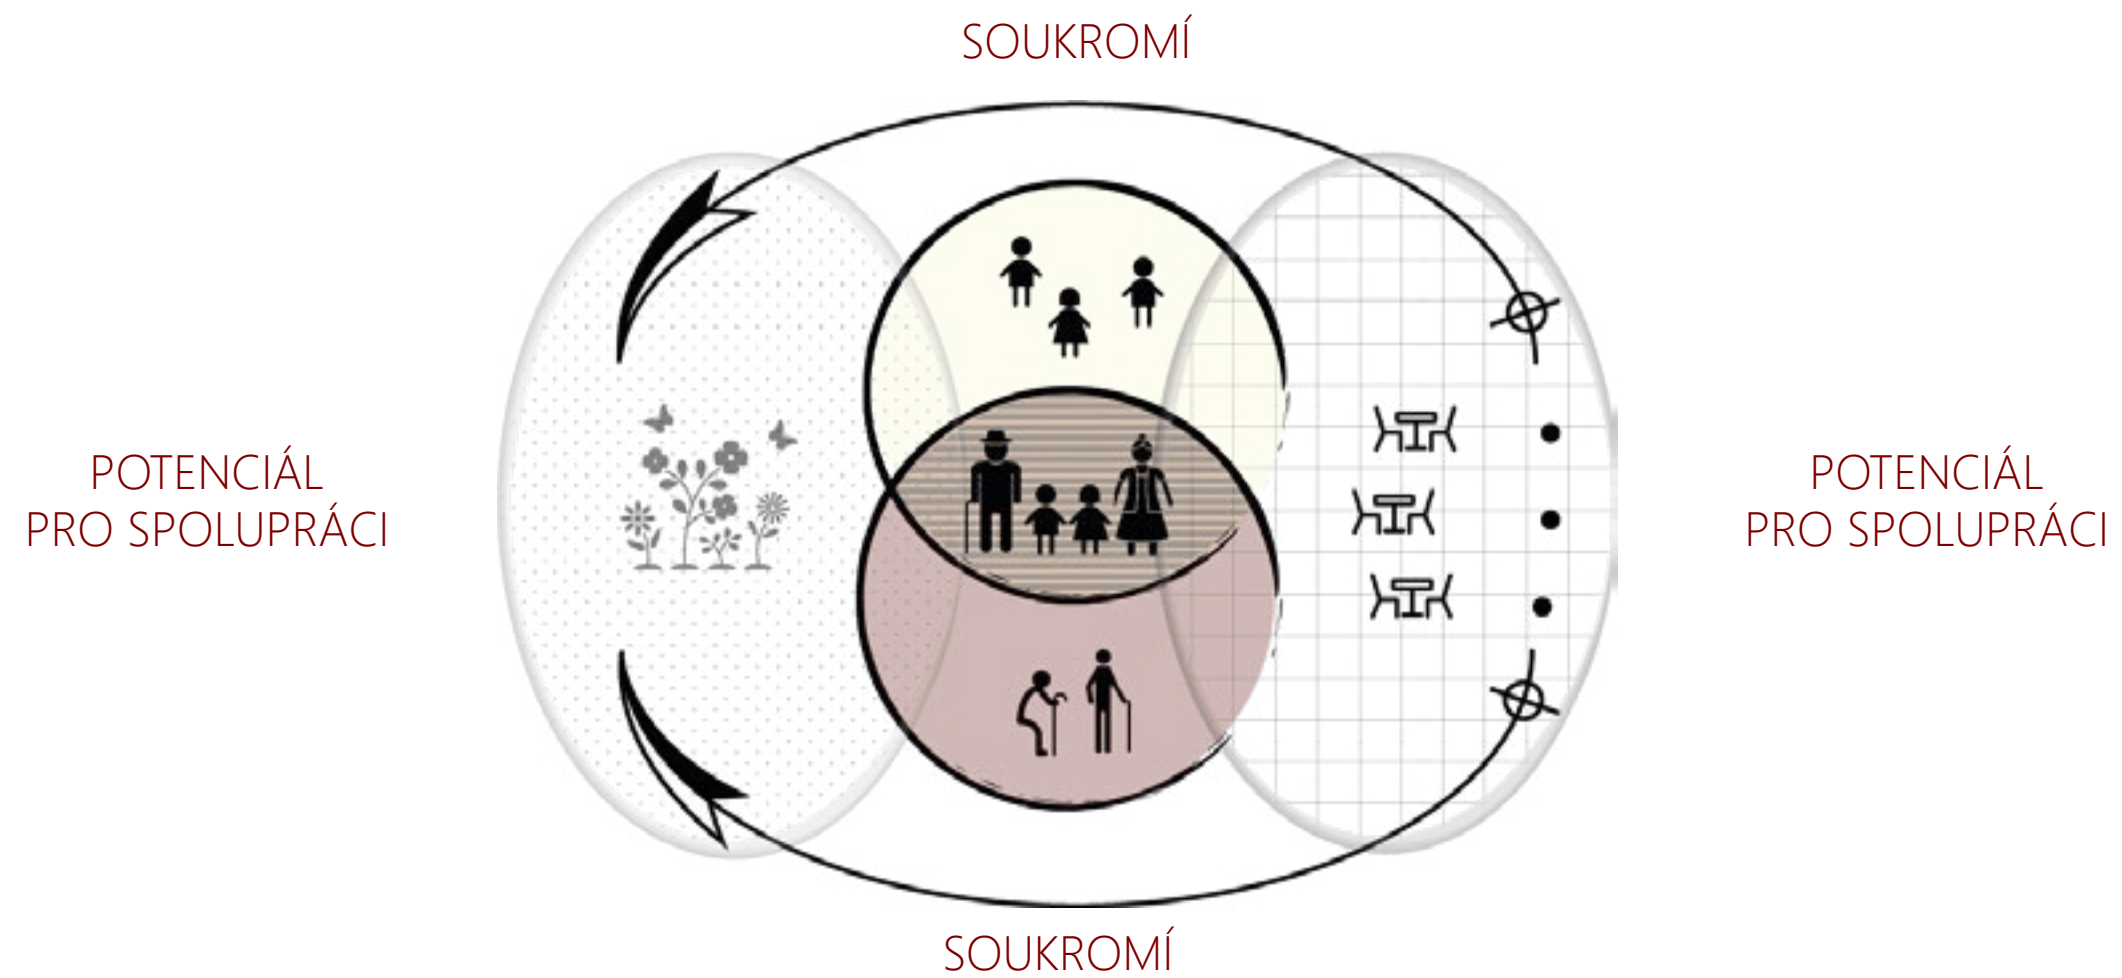 SOUKROMÍ
POTENCIÁL
PRO SPOLUPRÁCI
POTENCIÁL
PRO SPOLUPRÁCI
SOUKROMÍ